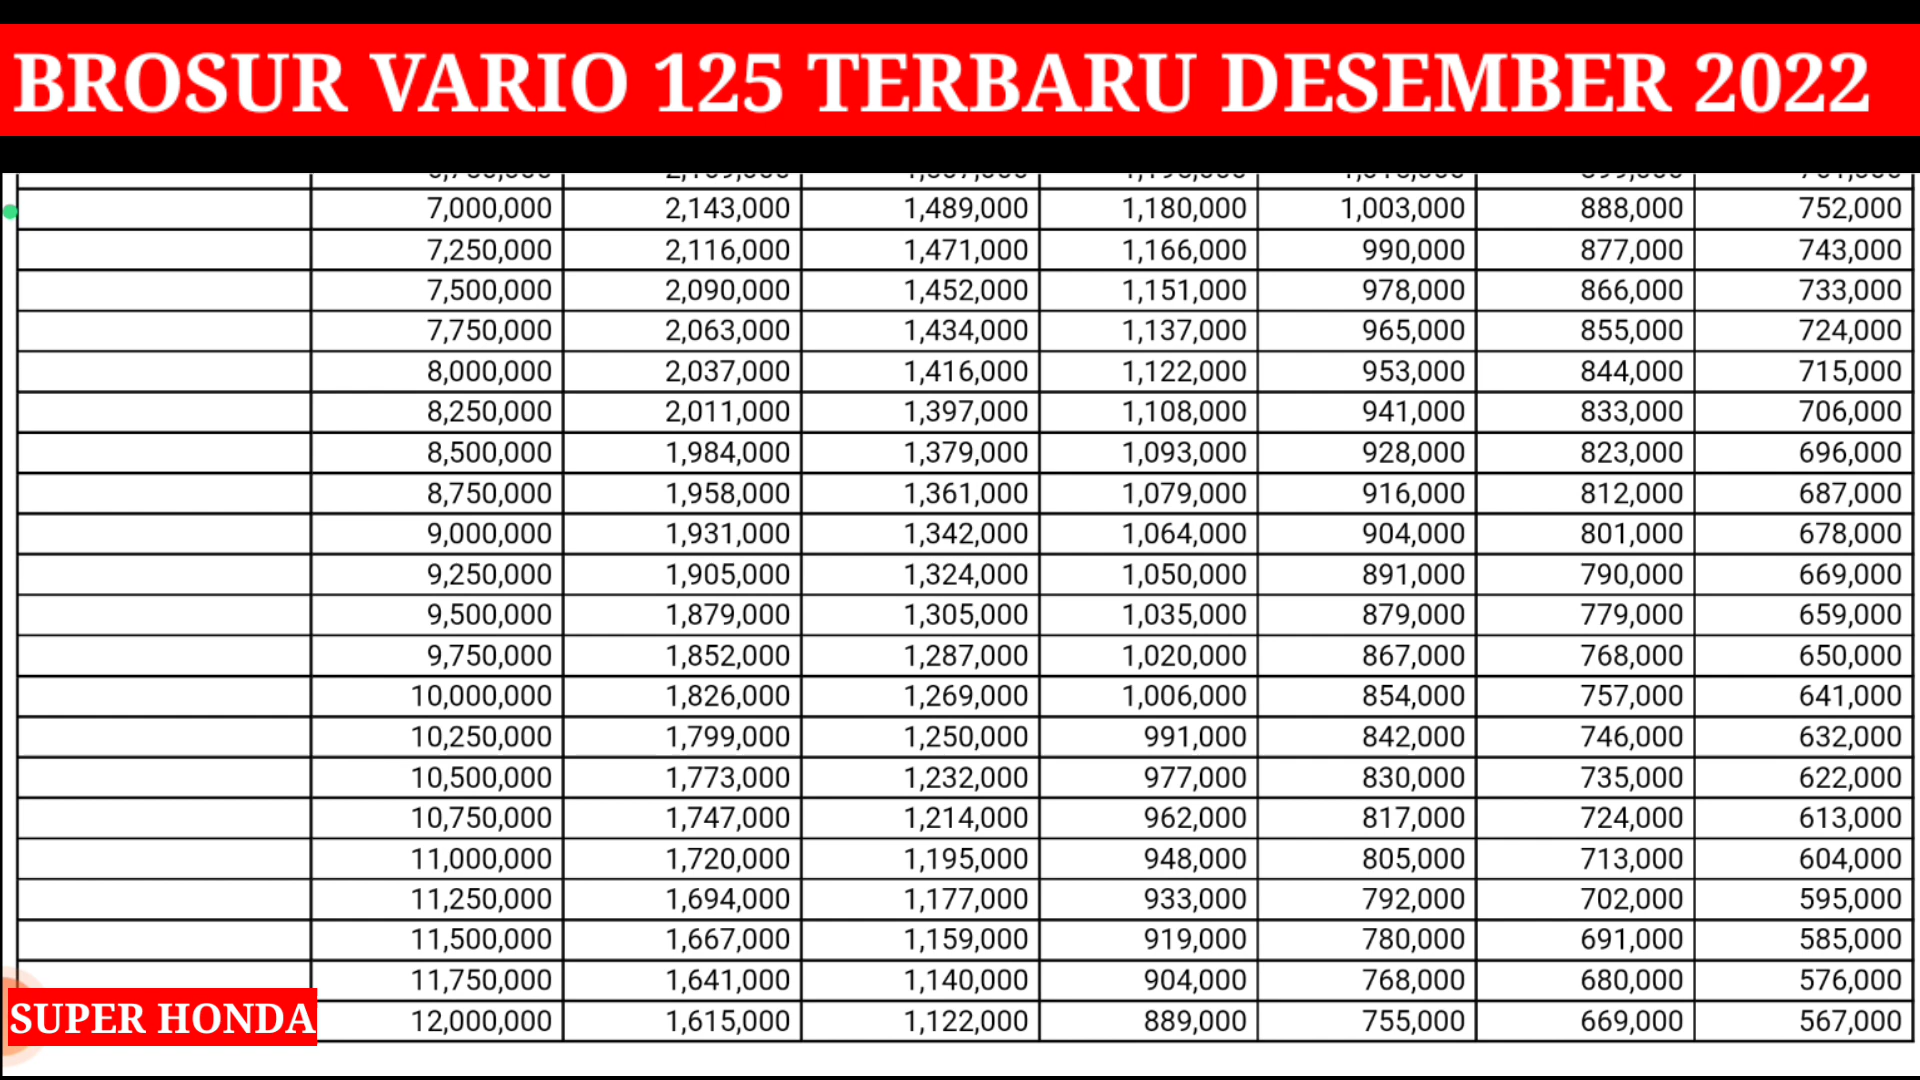 BROSUR VARIO 125 TERBARU DESEMBER 2022
7,000,000 2,143,000 1,489,000 1,180,000 1,003,000 888,000 752,000
7,250,000 2,116,000 1,471,000 1,166,000 990,000 877,000 743,000
7,500,000 2,090,000 1,452,000 1,151,000 978,000 866,000 733,000
7,750,000 2,063,000 1,434,000 1,137,000 965,000 855,000 724,000
8,000,000 2,037,000 1,416,000 1,122,000 953,000 844,000 715,000
8,250,000 2,011,000 1,397,000 1,108,000 941,000 833,000 706,000
8,500,000 1,984,000 1,379,000 1,093,000 928,000 823,000 696,000
8,750,000 1,958,000 1,361,000 1,079,000 916,000 812,000 687,000
9,000,000 1,931,000 1,342,000 1,064,000 904,000 801,000 678,000
9,250,000 1,905,000 1,324,000 1,050,000 891,000 790,000 669,000
9,500,000 1,879,000 1,305,000 1,035,000 879,000 779,000 659,000
9,750,000 1,852,000 1,287,000 1,020,000 867,000 768,000 650,000
10,000,000 1,826,000 1,269,000 1,006,000 854,000 757,000 641,000
10,250,000 1,799,000 1,250,000 991,000 842,000 746,000 632,000
10,500,000 1,773,000 1,232,000 977,000 830,000 735,000 622,000
10,750,000 1,747,000 1,214,000 962,000 817,000 724,000 613,000
11,000,000 1,720,000 1,195,000 948,000 805,000 713,000 604,000
11,250,000 1,694,000 1,177,000 933,000 792,000 702,000 595,000
11,500,000 1,667,000 1,159,000 919,000 780,000 691,000 585,000
11,750,000 1,641,000 1,140,000 904,000 768,000 680,000 576,000
SUPER HONDA 12,000,000 1,615,000 1,122,000 889,000 755,000 669,000 567,000